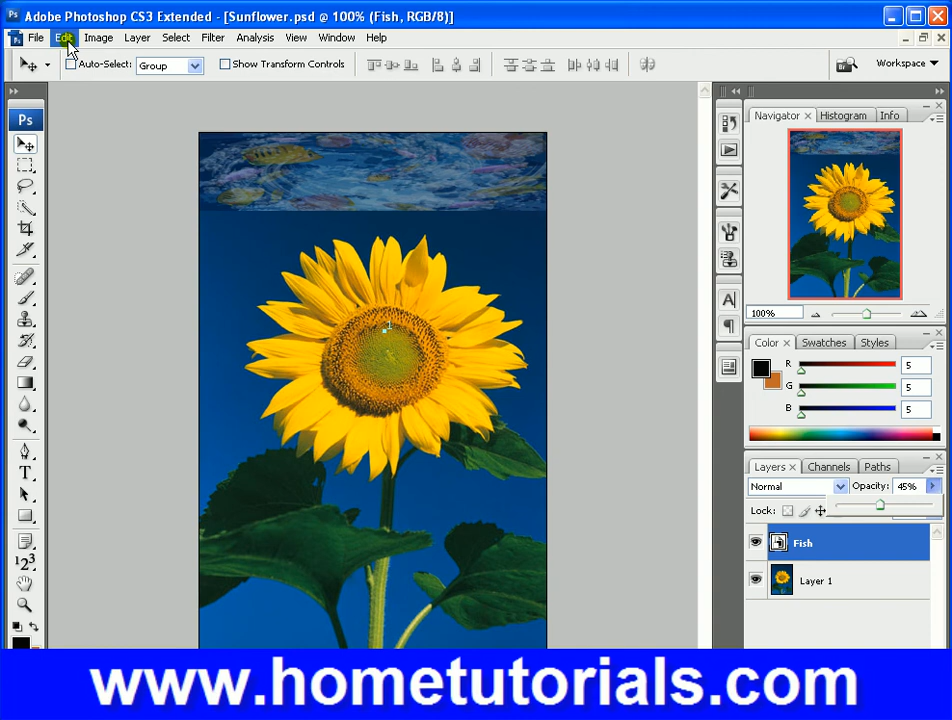 Adobe Photoshop CS3 Extended - [Sunflower.psd @ 100% (Fish, RGB/8)]
File Edit Image Layer Select Filter Analysis View Window Help
Auto-Select: Group Show Transform Controls Workspace
Ps
Navigator Histogram Info
1
100%
Color Swatches Styles
R 5
G 5
B 5
Layers Channels Paths
Normal Opacity: 45%
Lock:
Fish
Layer 1
www.hometutorials.com